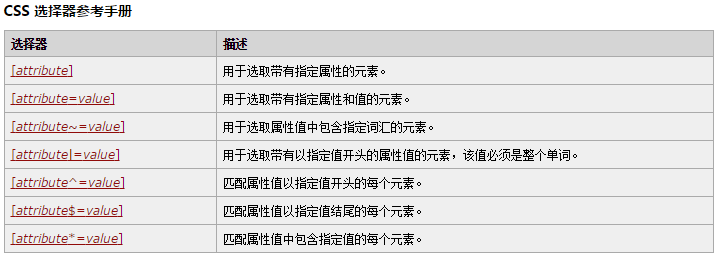 CSS 选择器参考手册
选择器 描述
[attribute] 用于选取带有指定属性的元素。
[attribute=value] 用于选取带有指定属性和值的元素。
[attribute~=value] 用于选取属性值中包含指定词汇的元素。
[attribute|=value] 用于选取带有以指定值开头的属性值的元素，该值必须是整个单词。
[attribute^=value] 匹配属性值以指定值开头的每个元素。
[attribute$=value] 匹配属性值以指定值结尾的每个元素。
[attribute*=value] 匹配属性值中包含指定值的每个元素。